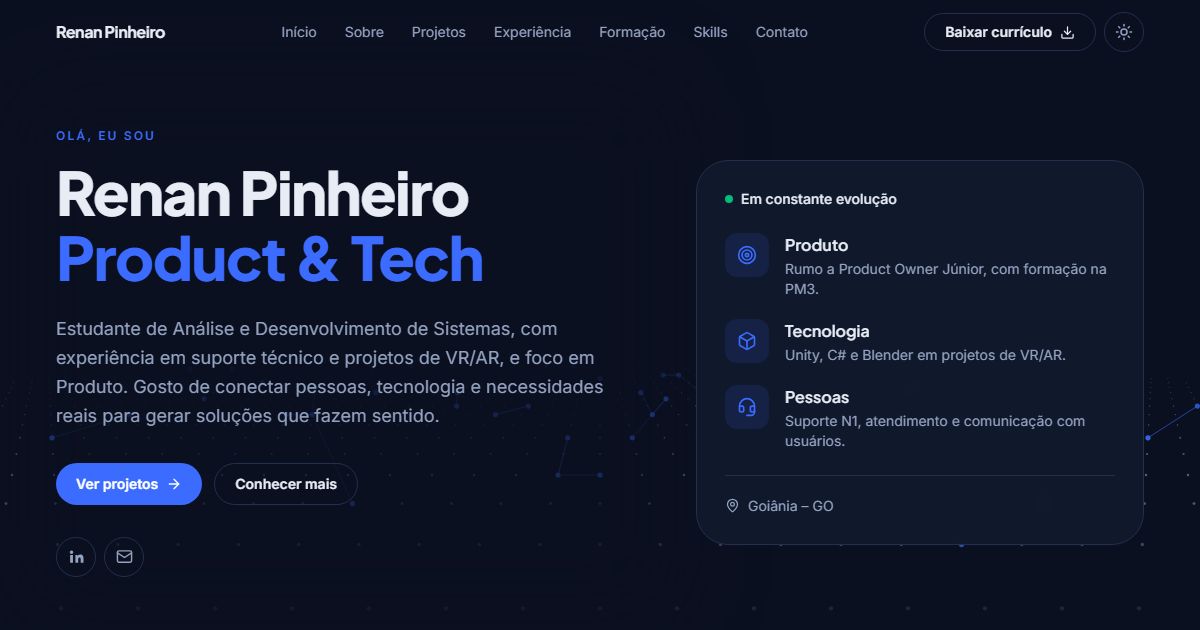 Renan Pinheiro
Início
Sobre
Projetos
Experiência
Formação
Skills
Contato
Baixar currículo
OLÁ, EU SOU
Renan Pinheiro
Product & Tech
Estudante de Análise e Desenvolvimento de Sistemas, com
experiência em suporte técnico e projetos de VR/AR, e foco em
Produto. Gosto de conectar pessoas, tecnologia e necessidades
reais para gerar soluções que fazem sentido.
Ver projetos
Conhecer mais
in
Em constante evolução
Produto
Rumo a Product Owner Júnior, com formação na
PM3.
Tecnologia
Unity, C# e Blender em projetos de VR/AR.
Pessoas
Suporte N1, atendimento e comunicação com
usuários.
Goiânia – GO